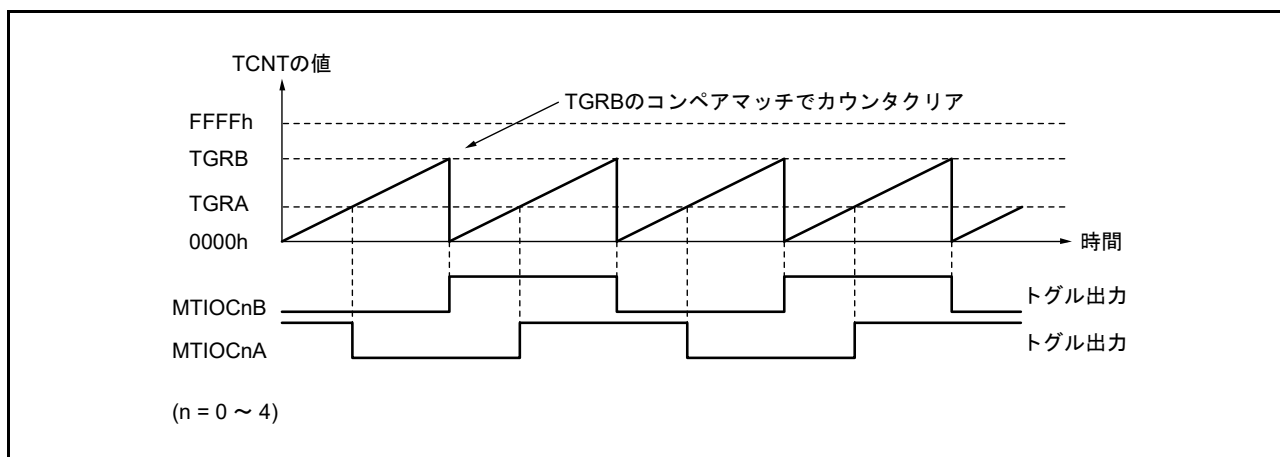 TCNTの値
TGRBのコンペアマッチでカウンタクリア
FFFFh
TGRB
TGRA
0000h
時間
MTIOCnB
トグル出力
MTIOCnA
トグル出力
(n = 0 ～ 4)